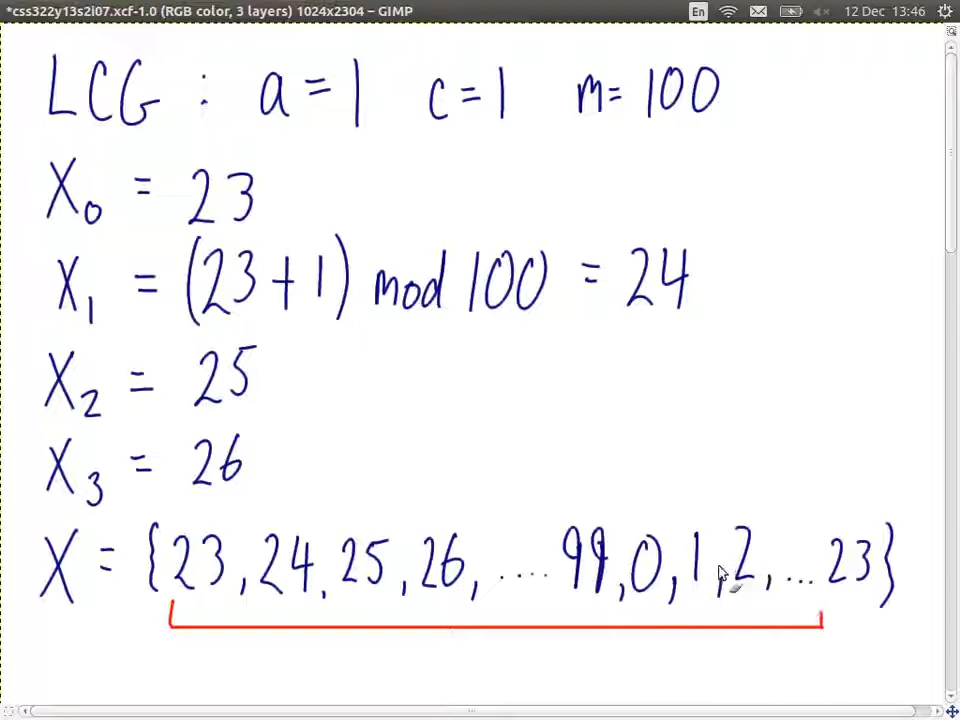 *css322y13s2i07.xcf-1.0 (RGB color, 3 layers) 1024x2304 – GIMP En 12 Dec 13:46
LCG : a = 1 c = 1 m = 100
X₀ = 23
X₁ = (23 + 1) mod 100 = 24
X₂ = 25
X₃ = 26
X = {23, 24, 25, 26, .... 99, 0, 1, 2, ... 23}